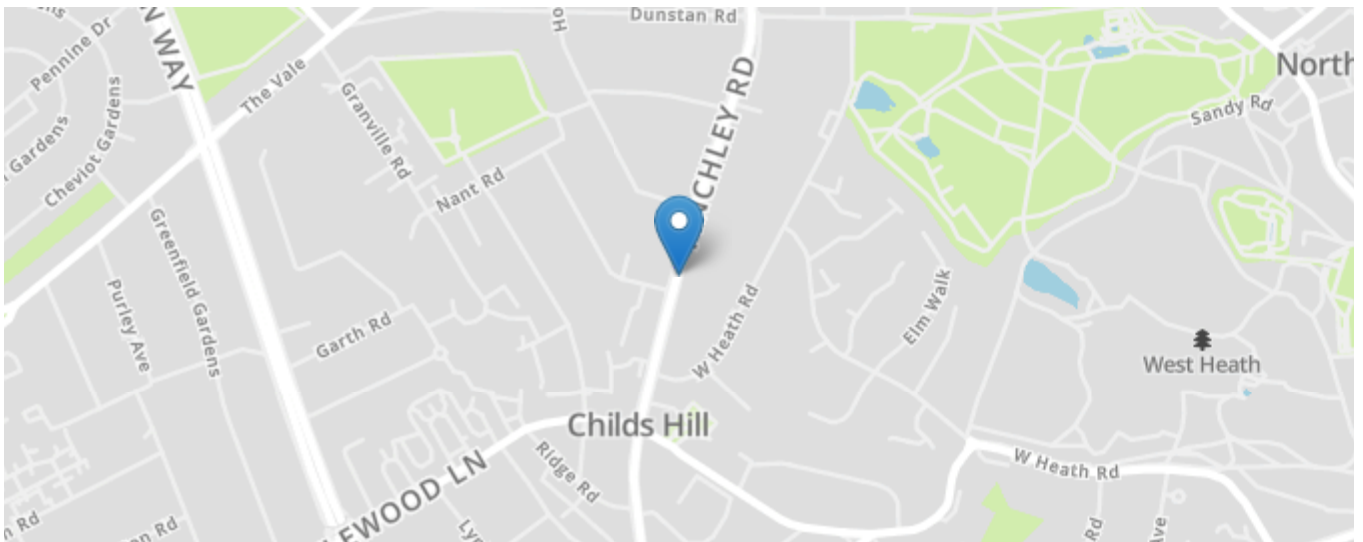 Dunstan Rd
Pennine Dr
N WAY
The Vale
North
Sandy Rd
Granville Rd
NCHLEY RD
Cheviot Gardens
Gardens
Nant Rd
Greenfield Gardens
Elm Walk
Purley Ave
W Heath Rd
Garth Rd
West Heath
Childs Hill
EWOOD LN
Ridge Rd
W Heath Rd
Rd
Rd
Ave